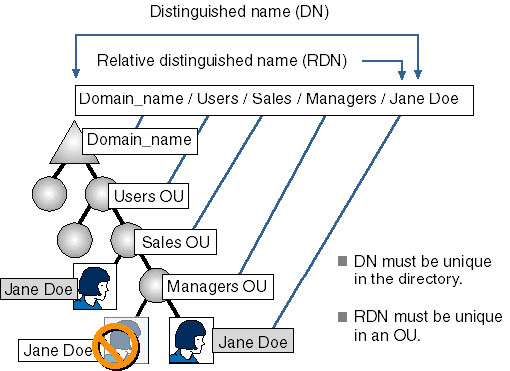 Distinguished name (DN)
Relative distinguished name (RDN)
Domain_name / Users / Sales / Managers / Jane Doe
Domain_name
Users OU
Sales OU
Jane Doe
Managers OU
Jane Doe
Jane Doe
DN must be unique
in the directory.
RDN must be unique
in an OU.